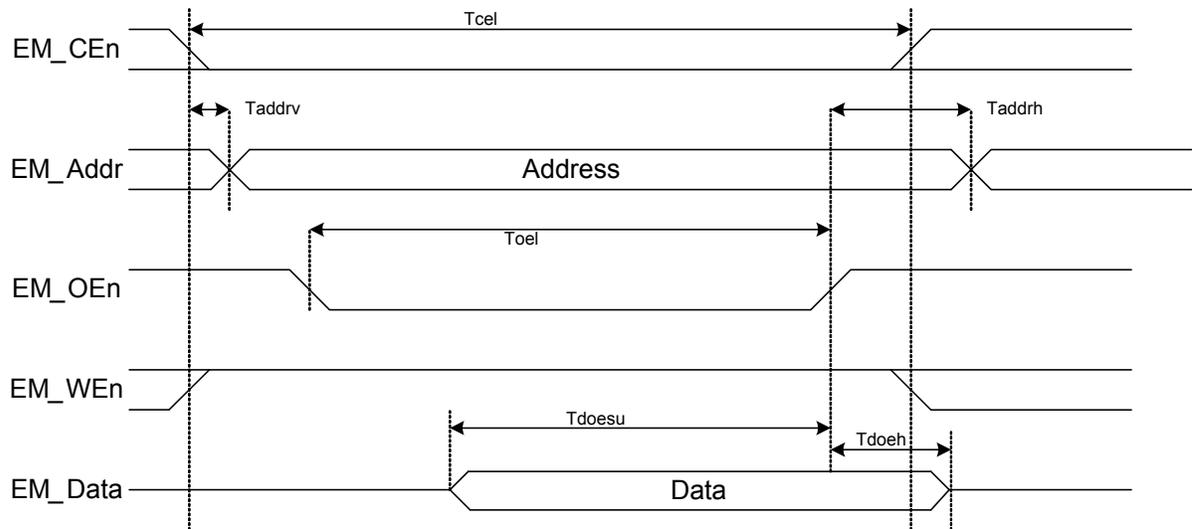 Tcel
EM_CEn
Taddrv
Taddrh
EM_Addr
Address
Toel
EM_OEn
EM_WEn
Tdoesu
Tdoeh
EM_Data
Data